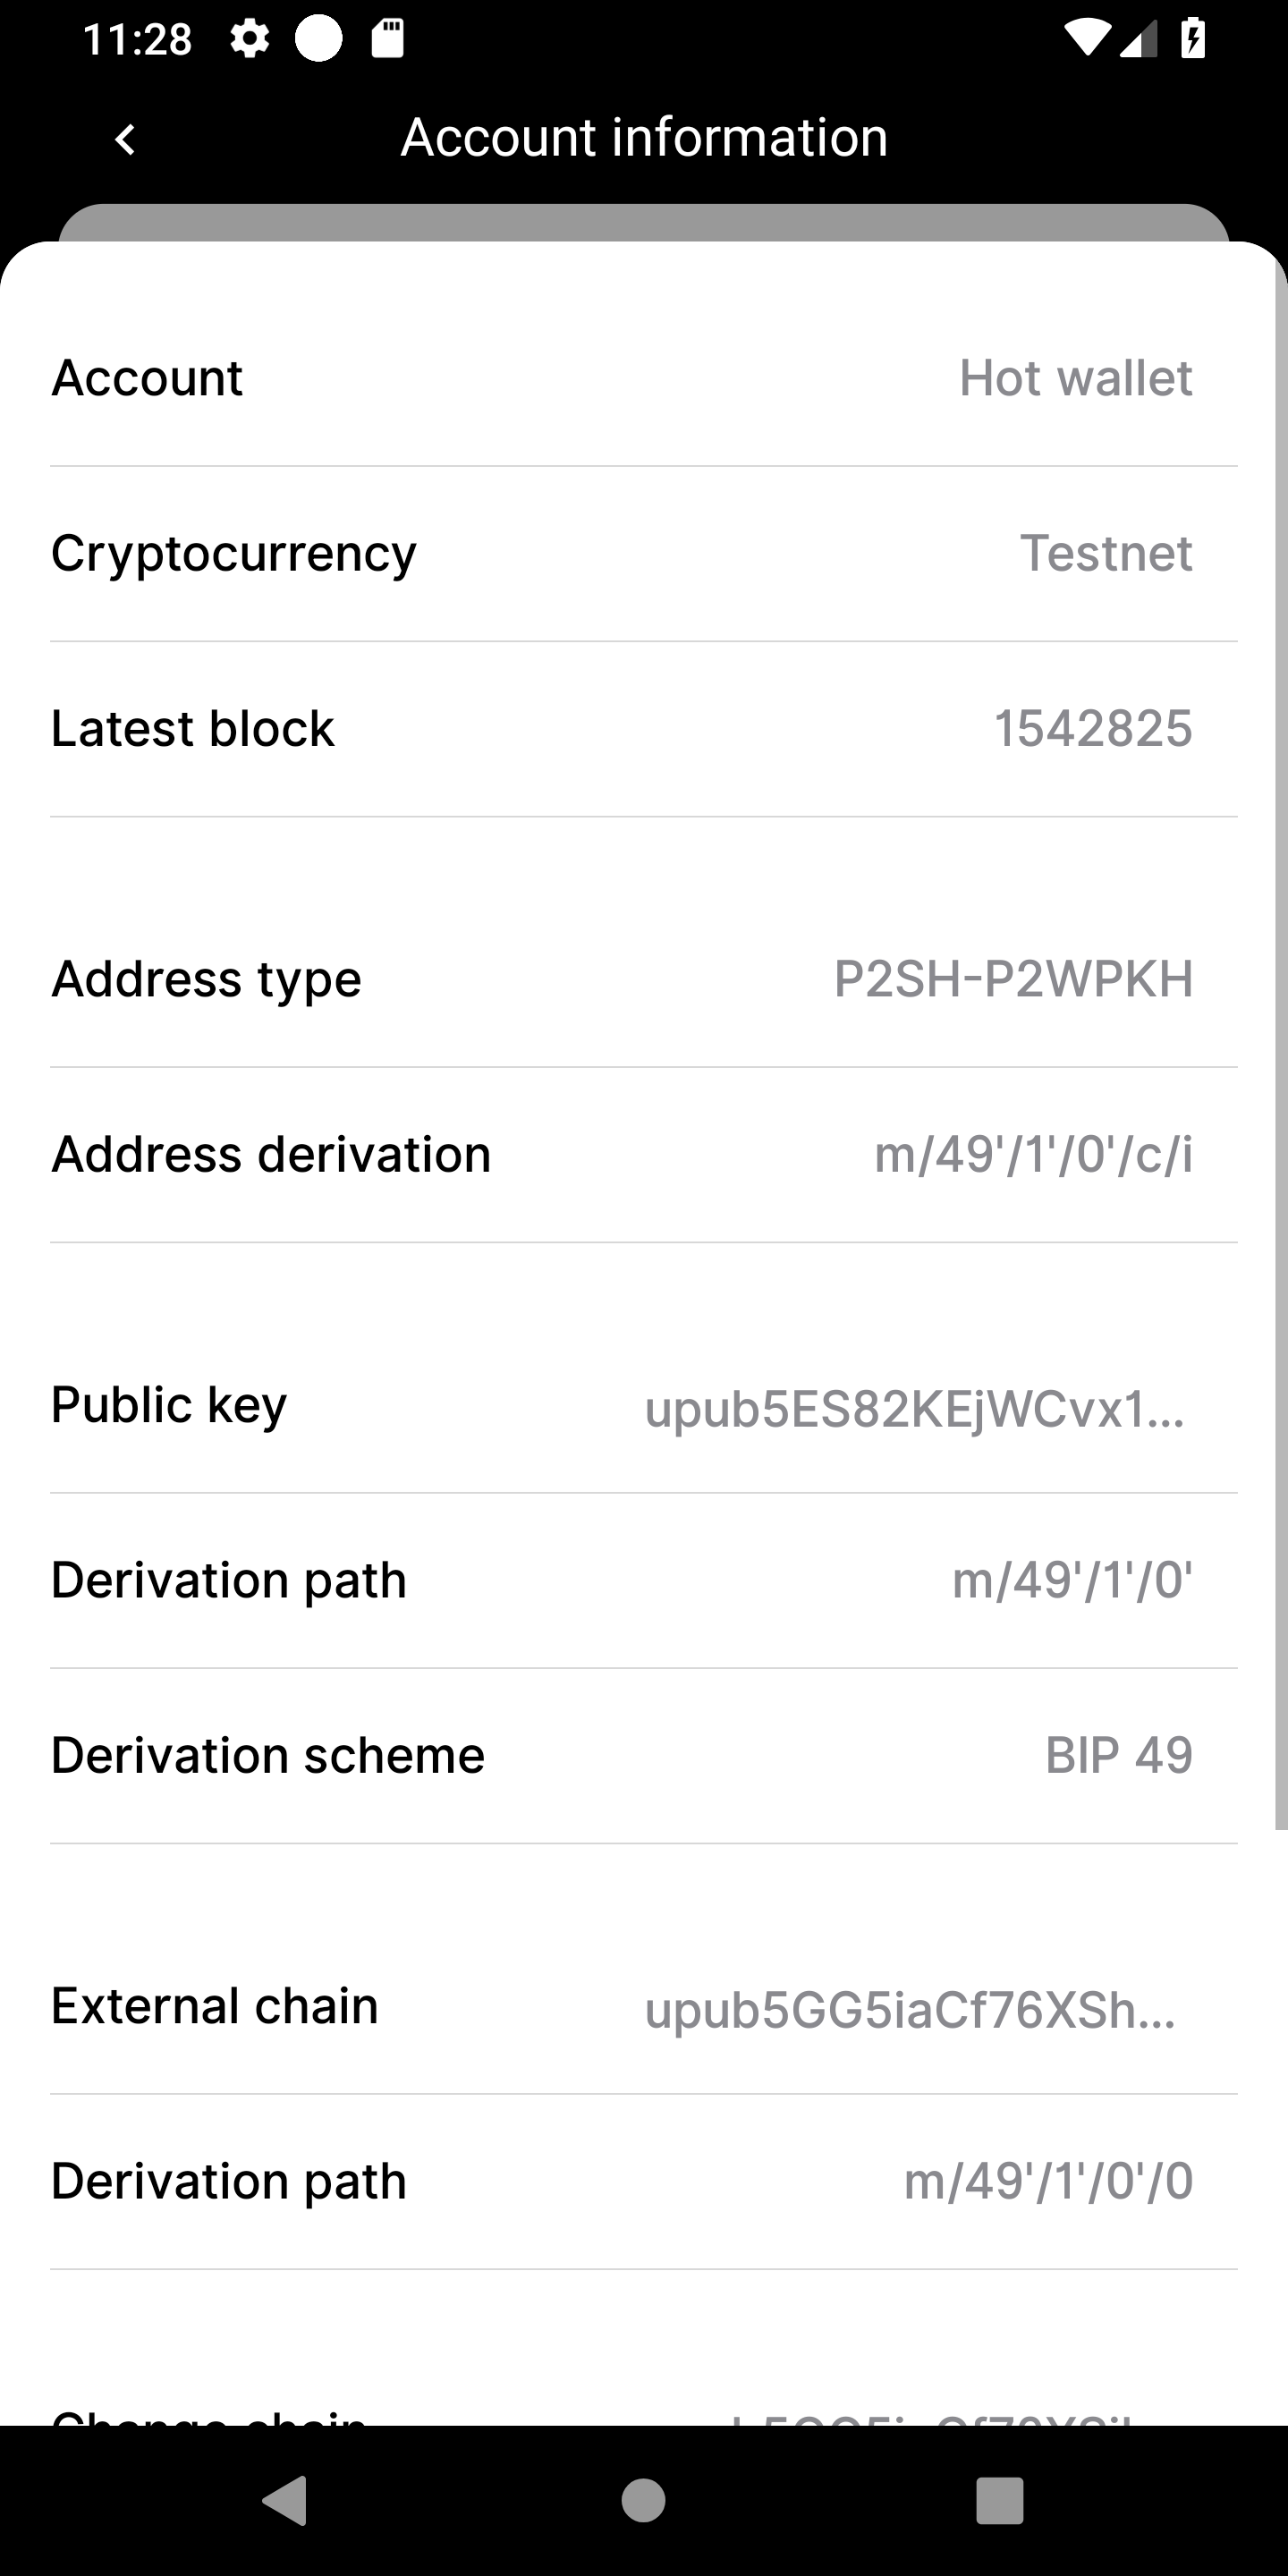 11:28
Account information
Account Hot wallet
Cryptocurrency Testnet
Latest block 1542825
Address type P2SH-P2WPKH
Address derivation m/49'/1'/0'/c/i
Public key upub5ES82KEjWCvx1...
Derivation path m/49'/1'/0'
Derivation scheme BIP 49
External chain upub5GG5iaCf76XSh...
Derivation path m/49'/1'/0'/0
Change chain